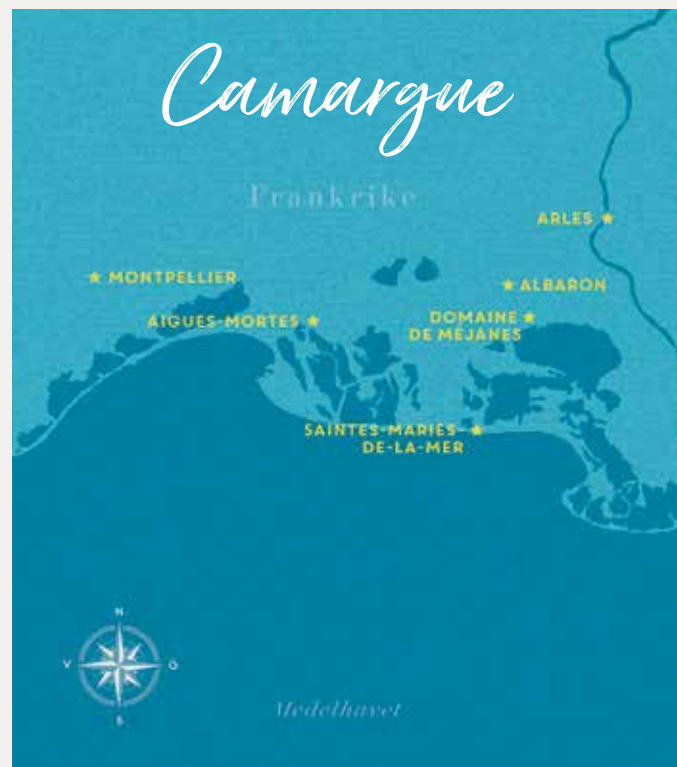 Camargue
Frankrike
ARLES
MONTPELLIER
ALBARON
AIGUES-MORTES
DOMAINE
DE MÉJANES
SAINTES-MARIES-
DE-LA-MER
N
V Ö
S
Medelhavet